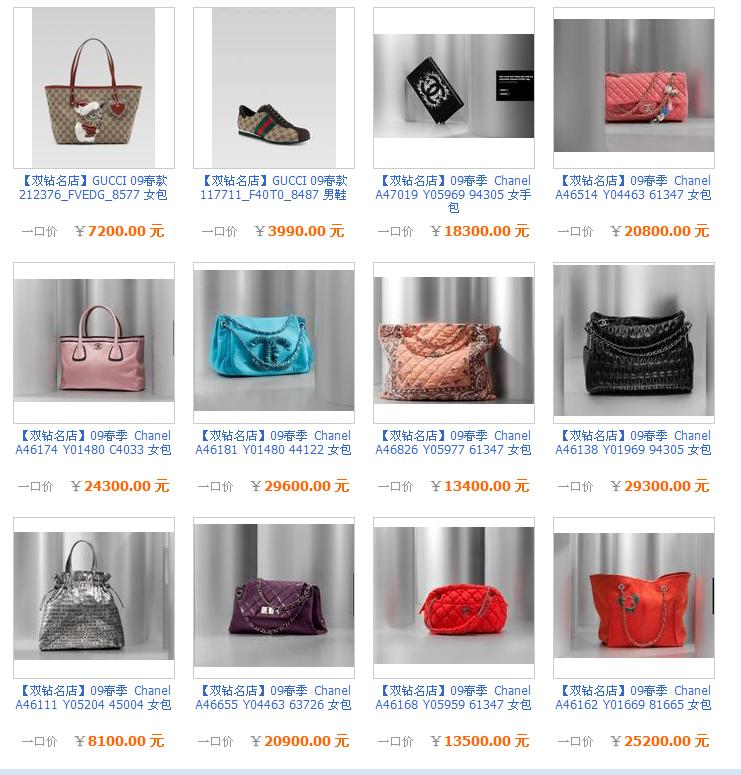 【双钻名店】GUCCI 09春款
212376_FVEDG_8577 女包
一口价 ￥7200.00 元
【双钻名店】GUCCI 09春款
117711_F40T0_8487 男鞋
一口价 ￥3990.00 元
【双钻名店】09春季 Chanel
A47019 Y05969 94305 女手
包
一口价 ￥18300.00 元
【双钻名店】09春季 Chanel
A46514 Y04463 61347 女包
一口价 ￥20800.00 元
【双钻名店】09春季 Chanel
A46174 Y01480 C4033 女包
一口价 ￥24300.00 元
【双钻名店】09春季 Chanel
A46181 Y01480 44122 女包
一口价 ￥29600.00 元
【双钻名店】09春季 Chanel
A46826 Y05977 61347 女包
一口价 ￥13400.00 元
【双钻名店】09春季 Chanel
A46138 Y01969 94305 女包
一口价 ￥29300.00 元
【双钻名店】09春季 Chanel
A46111 Y05204 45004 女包
一口价 ￥8100.00 元
【双钻名店】09春季 Chanel
A46655 Y04463 63726 女包
一口价 ￥20900.00 元
【双钻名店】09春季 Chanel
A46168 Y05959 61347 女包
一口价 ￥13500.00 元
【双钻名店】09春季 Chanel
A46162 Y01669 81665 女包
一口价 ￥25200.00 元